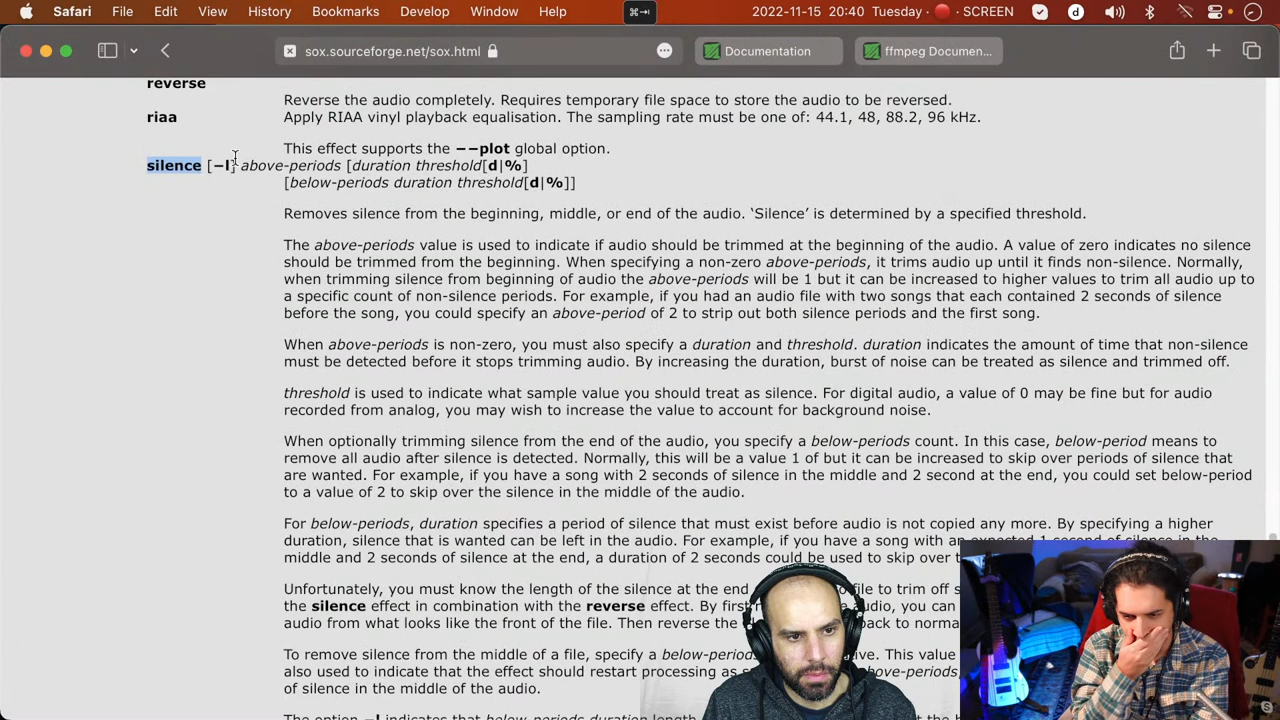 Safari File Edit View History Bookmarks Develop Window Help 2022-11-15 20:40 Tuesday SCREEN d
sox.sourceforge.net/sox.html Documentation ffmpeg Documen...
reverse
Reverse the audio completely. Requires temporary file space to store the audio to be reversed.
riaa Apply RIAA vinyl playback equalisation. The sampling rate must be one of: 44.1, 48, 88.2, 96 kHz.
This effect supports the −−plot global option.
silence [−l] above-periods [duration threshold[d|%]
[below-periods duration threshold[d|%]]
Removes silence from the beginning, middle, or end of the audio. ‘Silence’ is determined by a specified threshold.
The above-periods value is used to indicate if audio should be trimmed at the beginning of the audio. A value of zero indicates no silence
should be trimmed from the beginning. When specifying a non-zero above-periods, it trims audio up until it finds non-silence. Normally,
when trimming silence from beginning of audio the above-periods will be 1 but it can be increased to higher values to trim all audio up to
a specific count of non-silence periods. For example, if you had an audio file with two songs that each contained 2 seconds of silence
before the song, you could specify an above-period of 2 to strip out both silence periods and the first song.
When above-periods is non-zero, you must also specify a duration and threshold. duration indicates the amount of time that non-silence
must be detected before it stops trimming audio. By increasing the duration, burst of noise can be treated as silence and trimmed off.
threshold is used to indicate what sample value you should treat as silence. For digital audio, a value of 0 may be fine but for audio
recorded from analog, you may wish to increase the value to account for background noise.
When optionally trimming silence from the end of the audio, you specify a below-periods count. In this case, below-period means to
remove all audio after silence is detected. Normally, this will be a value 1 of but it can be increased to skip over periods of silence that
are wanted. For example, if you have a song with 2 seconds of silence in the middle and 2 second at the end, you could set below-period
to a value of 2 to skip over the silence in the middle of the audio.
For below-periods, duration specifies a period of silence that must exist before audio is not copied any more. By specifying a higher
duration, silence that is wanted can be left in the audio. For example, if you have a song with an expected 1 second of silence in the
middle and 2 seconds of silence at the end, a duration of 2 seconds could be used to skip over
Unfortunately, you must know the length of the silence at the end file to trim off
the silence effect in combination with the reverse effect. By first audio, you can
audio from what looks like the front of the file. Then reverse the back to
To remove silence from the middle of a file, specify a This value
also used to indicate that the effect should restart processing as
of silence in the middle of the audio.
The option −l indicates that below-periods duration length